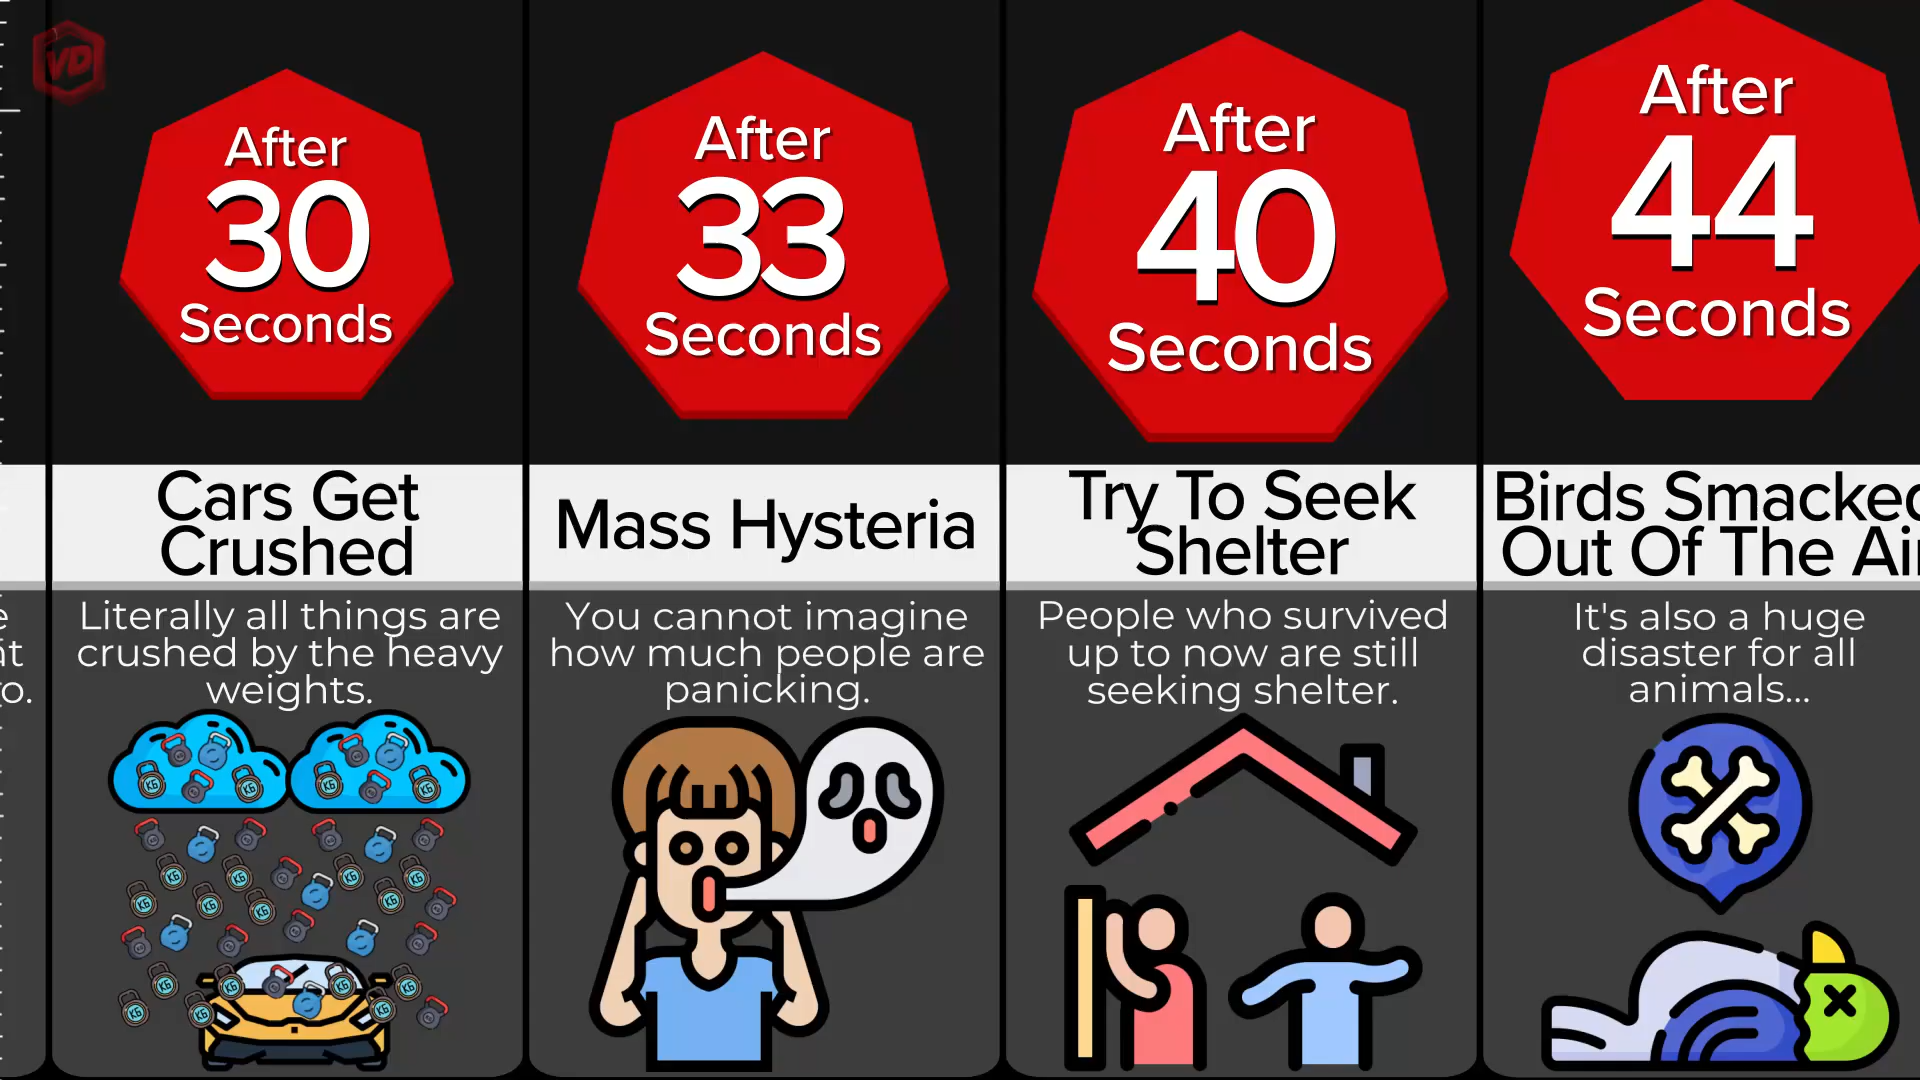 VD
After
30
Seconds
Cars Get
Crushed
Literally all things are
crushed by the heavy
weights.
After
33
Seconds
Mass Hysteria
You cannot imagine
how much people are
panicking.
After
40
Seconds
Try To Seek
Shelter
People who survived
up to now are still
seeking shelter.
After
44
Seconds
Birds Smacked
Out Of The Air
It's also a huge
disaster for all
animals...